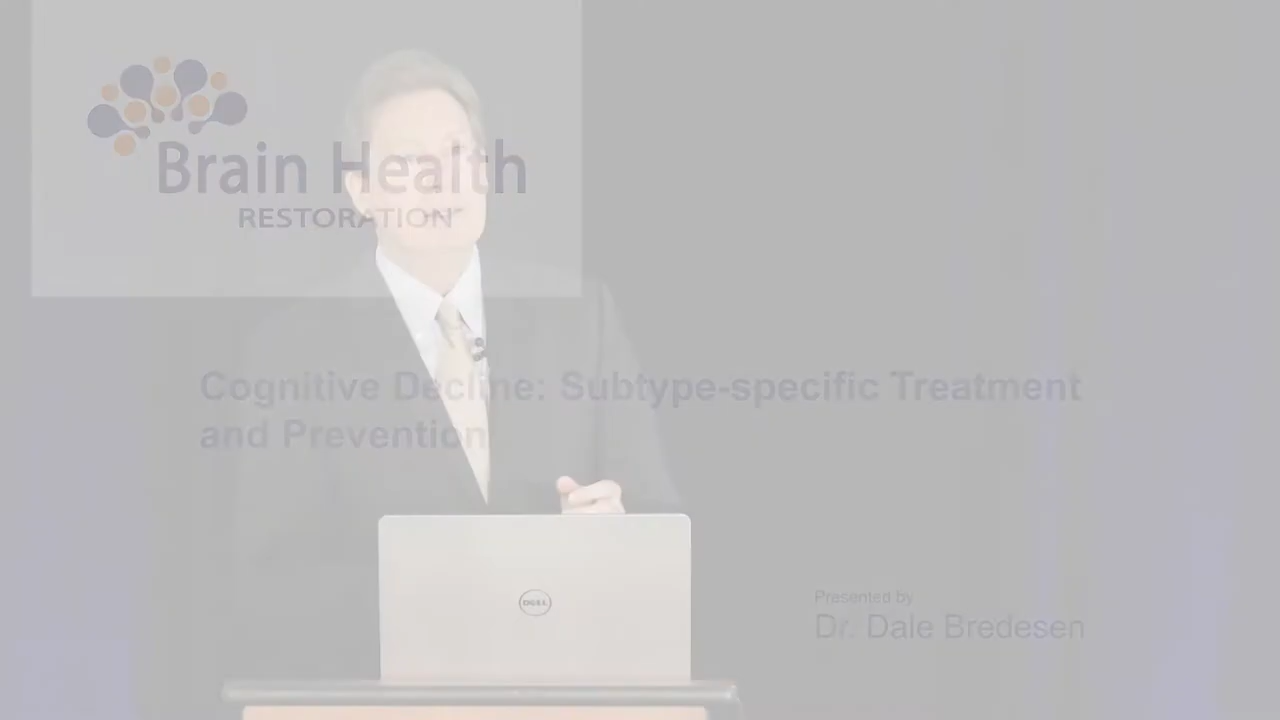 Brain Health
RESTORATION
Cognitive Decline: Subtype-specific Treatment
and Prevention
DELL
Presented by
Dr. Dale Bredesen